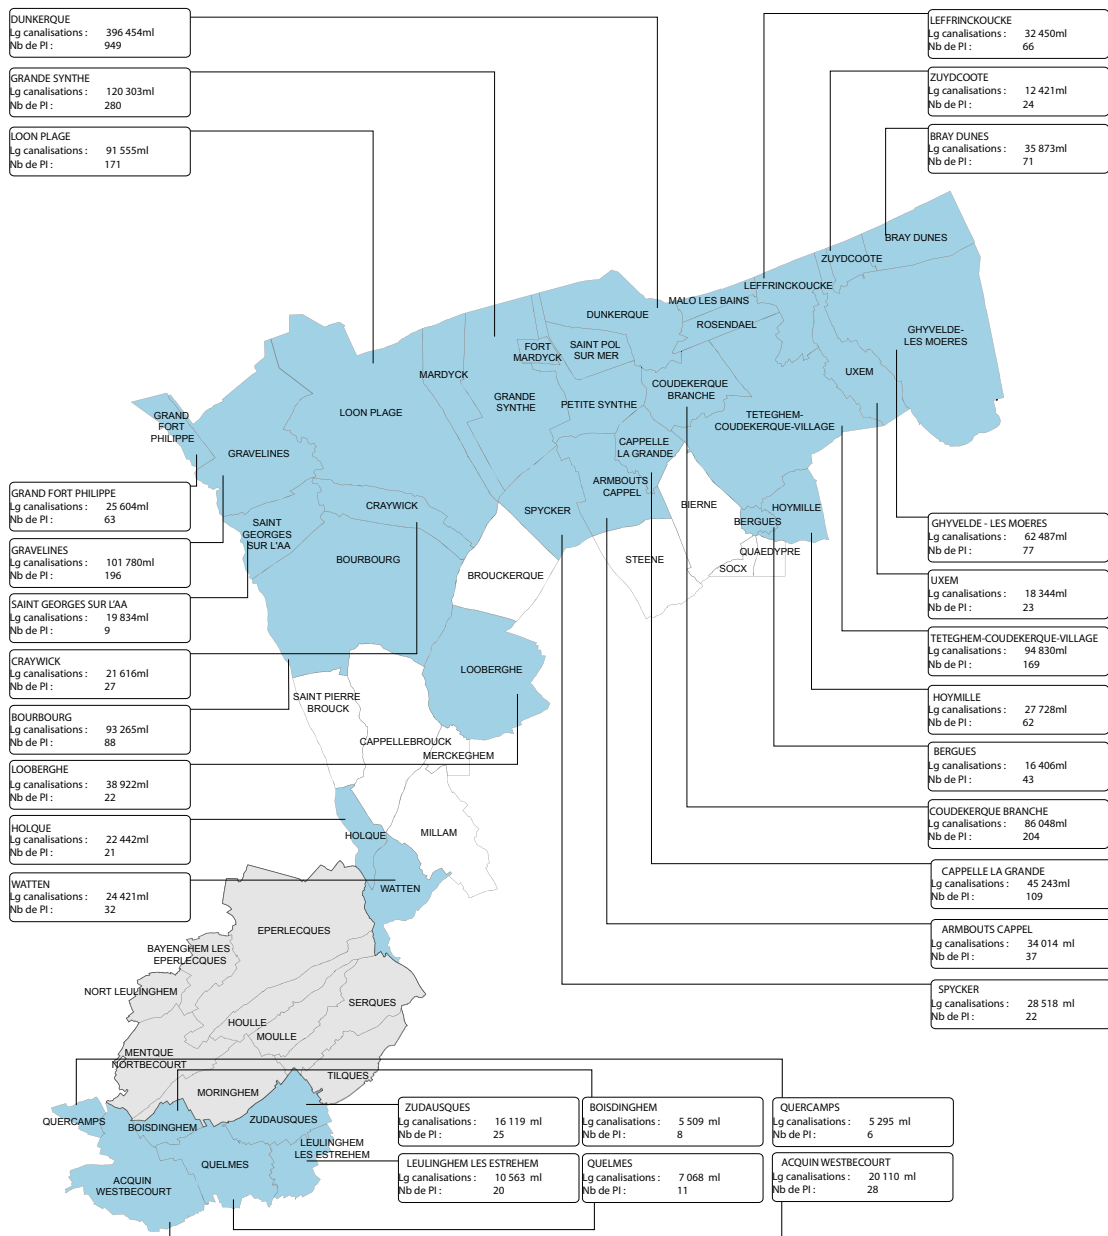 DUNKERQUE
Lg canalisations : 396 454ml
Nb de PI : 949
GRANDE SYNTHE
Lg canalisations : 120 303ml
Nb de PI : 280
LOON PLAGE
Lg canalisations : 91 555ml
Nb de PI : 171
LEFFRINCKOUCKE
Lg canalisations : 32 450ml
Nb de PI : 66
ZUYDCOOTE
Lg canalisations : 12 421ml
Nb de PI : 24
BRAY DUNES
Lg canalisations : 35 873ml
Nb de PI : 71
BRAY DUNES
ZUYDCOOTE
LEFFRINCKOUCKE
MALO LES BAINS
DUNKERQUE
ROSENDAEL
GHYVELDE-
LES MOERES
FORT
MARDYCK
SAINT POL
SUR MER
MARDYCK
UXEM
COUDEKERQUE
BRANCHE
GRANDE
SYNTHE
PETITE SYNTHE
LOON PLAGE
TETEGHEM-
COUDEKERQUE-VILLAGE
GRAND
FORT
PHILIPPE
CAPPELLE
LA GRANDE
GRAVELINES
ARMBOUTS
CAPPEL
CRAYWICK
BIERNE
HOYMILLE
SPYCKER
BERGUES
SAINT
GEORGES
SUR L'AA
BOURBOURG
STEENE
QUAEDYPRE
SOCX
BROUCKERQUE
LOOBERGHE
SAINT PIERRE
BROUCK
CAPPELLEBROUCK
MERCKEGHEM
HOLQUE
MILLAM
WATTEN
GRAND FORT PHILIPPE
Lg canalisations : 25 604ml
Nb de PI : 63
GRAVELINES
Lg canalisations : 101 780ml
Nb de PI : 196
SAINT GEORGES SUR L'AA
Lg canalisations : 19 834ml
Nb de PI : 9
CRAYWICK
Lg canalisations : 21 616ml
Nb de PI : 27
BOURBOURG
Lg canalisations : 93 265ml
Nb de PI : 88
LOOBERGHE
Lg canalisations : 38 922ml
Nb de PI : 22
HOLQUE
Lg canalisations : 22 442ml
Nb de PI : 21
WATTEN
Lg canalisations : 24 421ml
Nb de PI : 32
GHYVELDE - LES MOERES
Lg canalisations : 62 487ml
Nb de PI : 77
UXEM
Lg canalisations : 18 344ml
Nb de PI : 23
TETEGHEM-COUDEKERQUE-VILLAGE
Lg canalisations : 94 830ml
Nb de PI : 169
HOYMILLE
Lg canalisations : 27 728ml
Nb de PI : 62
BERGUES
Lg canalisations : 16 406ml
Nb de PI : 43
COUDEKERQUE BRANCHE
Lg canalisations : 86 048ml
Nb de PI : 204
CAPPELLE LA GRANDE
Lg canalisations : 45 243ml
Nb de PI : 109
ARMBOUTS CAPPEL
Lg canalisations : 34 014 ml
Nb de PI : 37
SPYCKER
Lg canalisations : 28 518 ml
Nb de PI : 22
EPERLECQUES
BAYENGHEM LES
EPERLECQUES
NORT LEULINGHEM
SERQUES
HOULLE
MOULLE
MENTQUE
NORTBECOURT
TILQUES
MORINGHEM
QUERCAMPS
BOISDINGHEM
ZUDAUSQUES
LEULINGHEM
LES ESTREHEM
QUELMES
ACQUIN
WESTBECOURT
ZUDAUSQUES
Lg canalisations : 16 119 ml
Nb de PI : 25
BOISDINGHEM
Lg canalisations : 5 509 ml
Nb de PI : 8
QUERCAMPS
Lg canalisations : 5 295 ml
Nb de PI : 6
LEULINGHEM LES ESTREHEM
Lg canalisations : 10 563 ml
Nb de PI : 20
QUELMES
Lg canalisations : 7 068 ml
Nb de PI : 11
ACQUIN WESTBECOURT
Lg canalisations : 20 110 ml
Nb de PI : 28